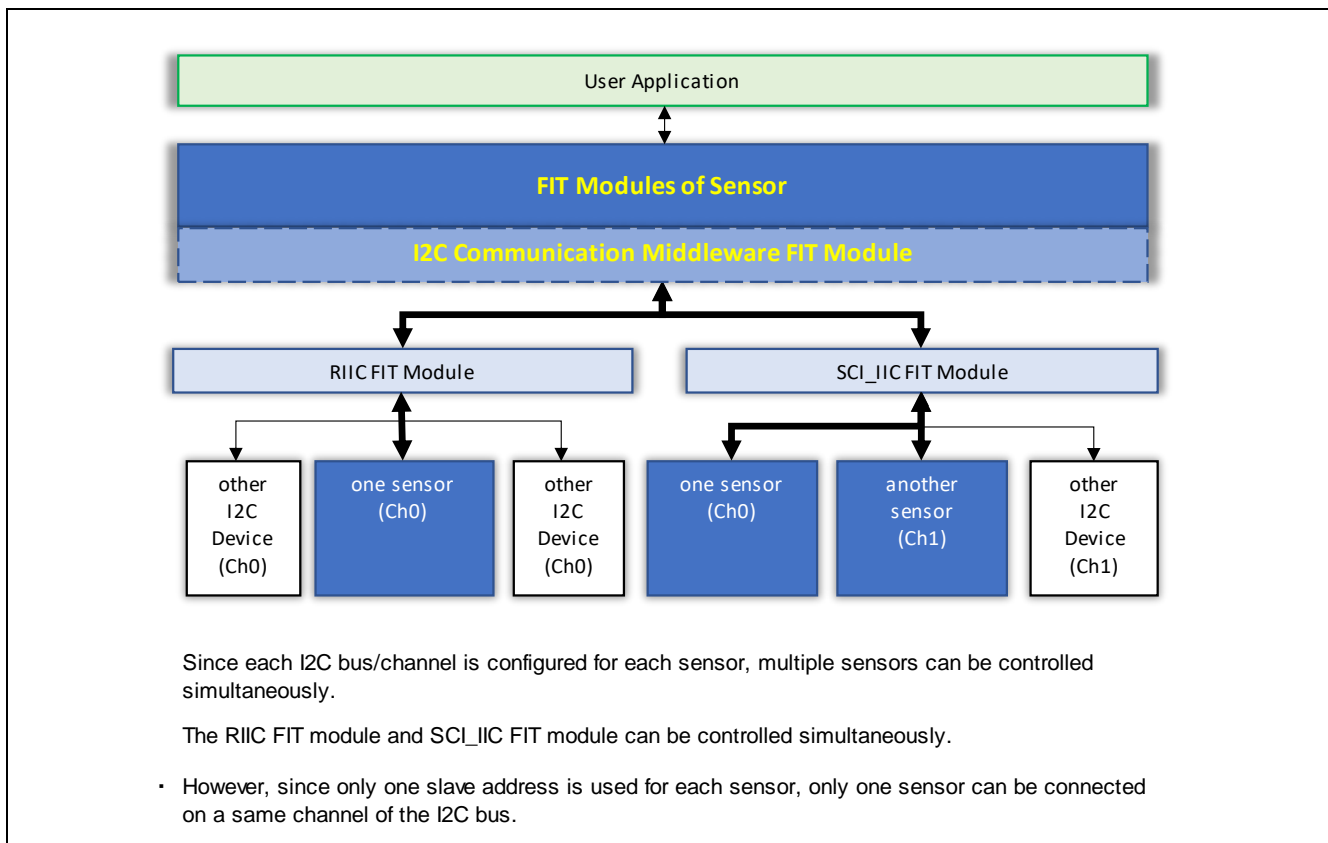 User Application
FIT Modules of Sensor
I2C Communication Middleware FIT Module
RIIC FIT Module
SCI_IIC FIT Module
other
I2C
Device
(Ch0)
one sensor
(Ch0)
other
I2C
Device
(Ch0)
one sensor
(Ch0)
another
sensor
(Ch1)
other
I2C
Device
(Ch1)
Since each I2C bus/channel is configured for each sensor, multiple sensors can be controlled
simultaneously.
The RIIC FIT module and SCI_IIC FIT module can be controlled simultaneously.
・ However, since only one slave address is used for each sensor, only one sensor can be connected
on a same channel of the I2C bus.